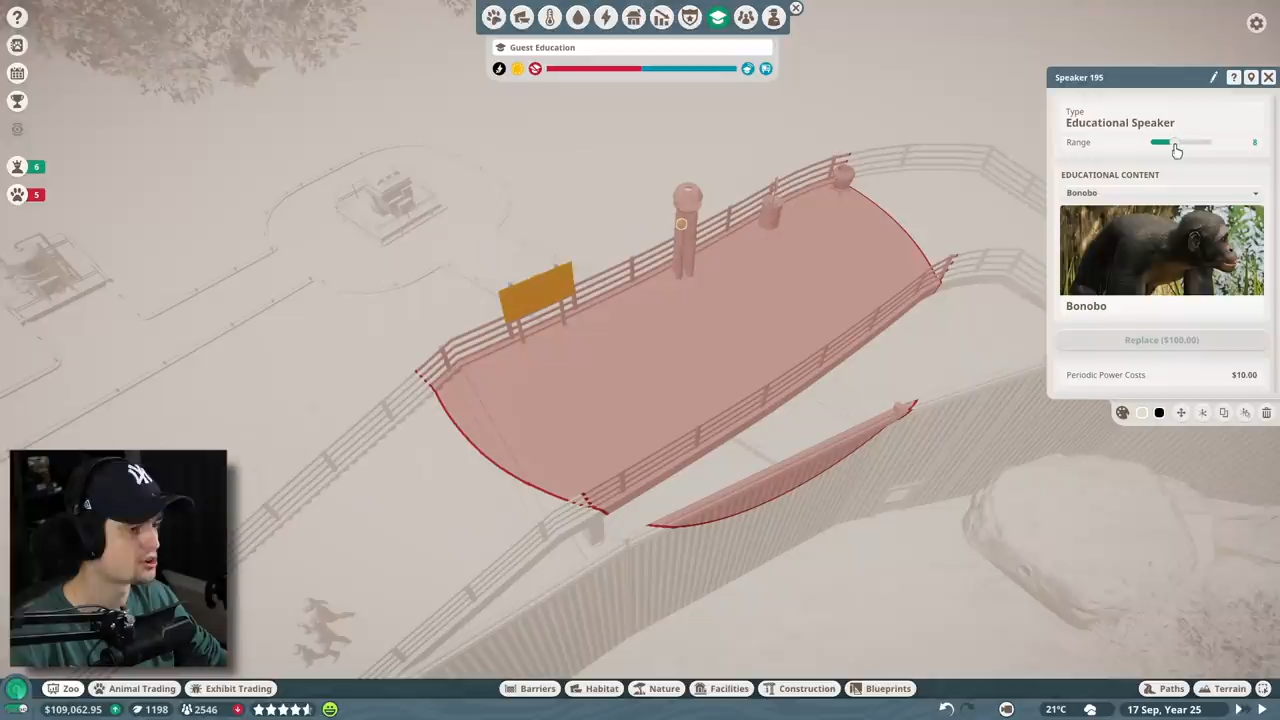 ?
Guest Education
6
5
Speaker 195
?
Type
Educational Speaker
Range
8
EDUCATIONAL CONTENT
Bonobo
Bonobo
Replace ($100.00)
Periodic Power Costs
$10.00
Zoo
Animal Trading
Exhibit Trading
Barriers
Habitat
Nature
Facilities
Construction
Blueprints
Paths
Terrain
$109,062.95
1198
2546
21°C
17 Sep, Year 25